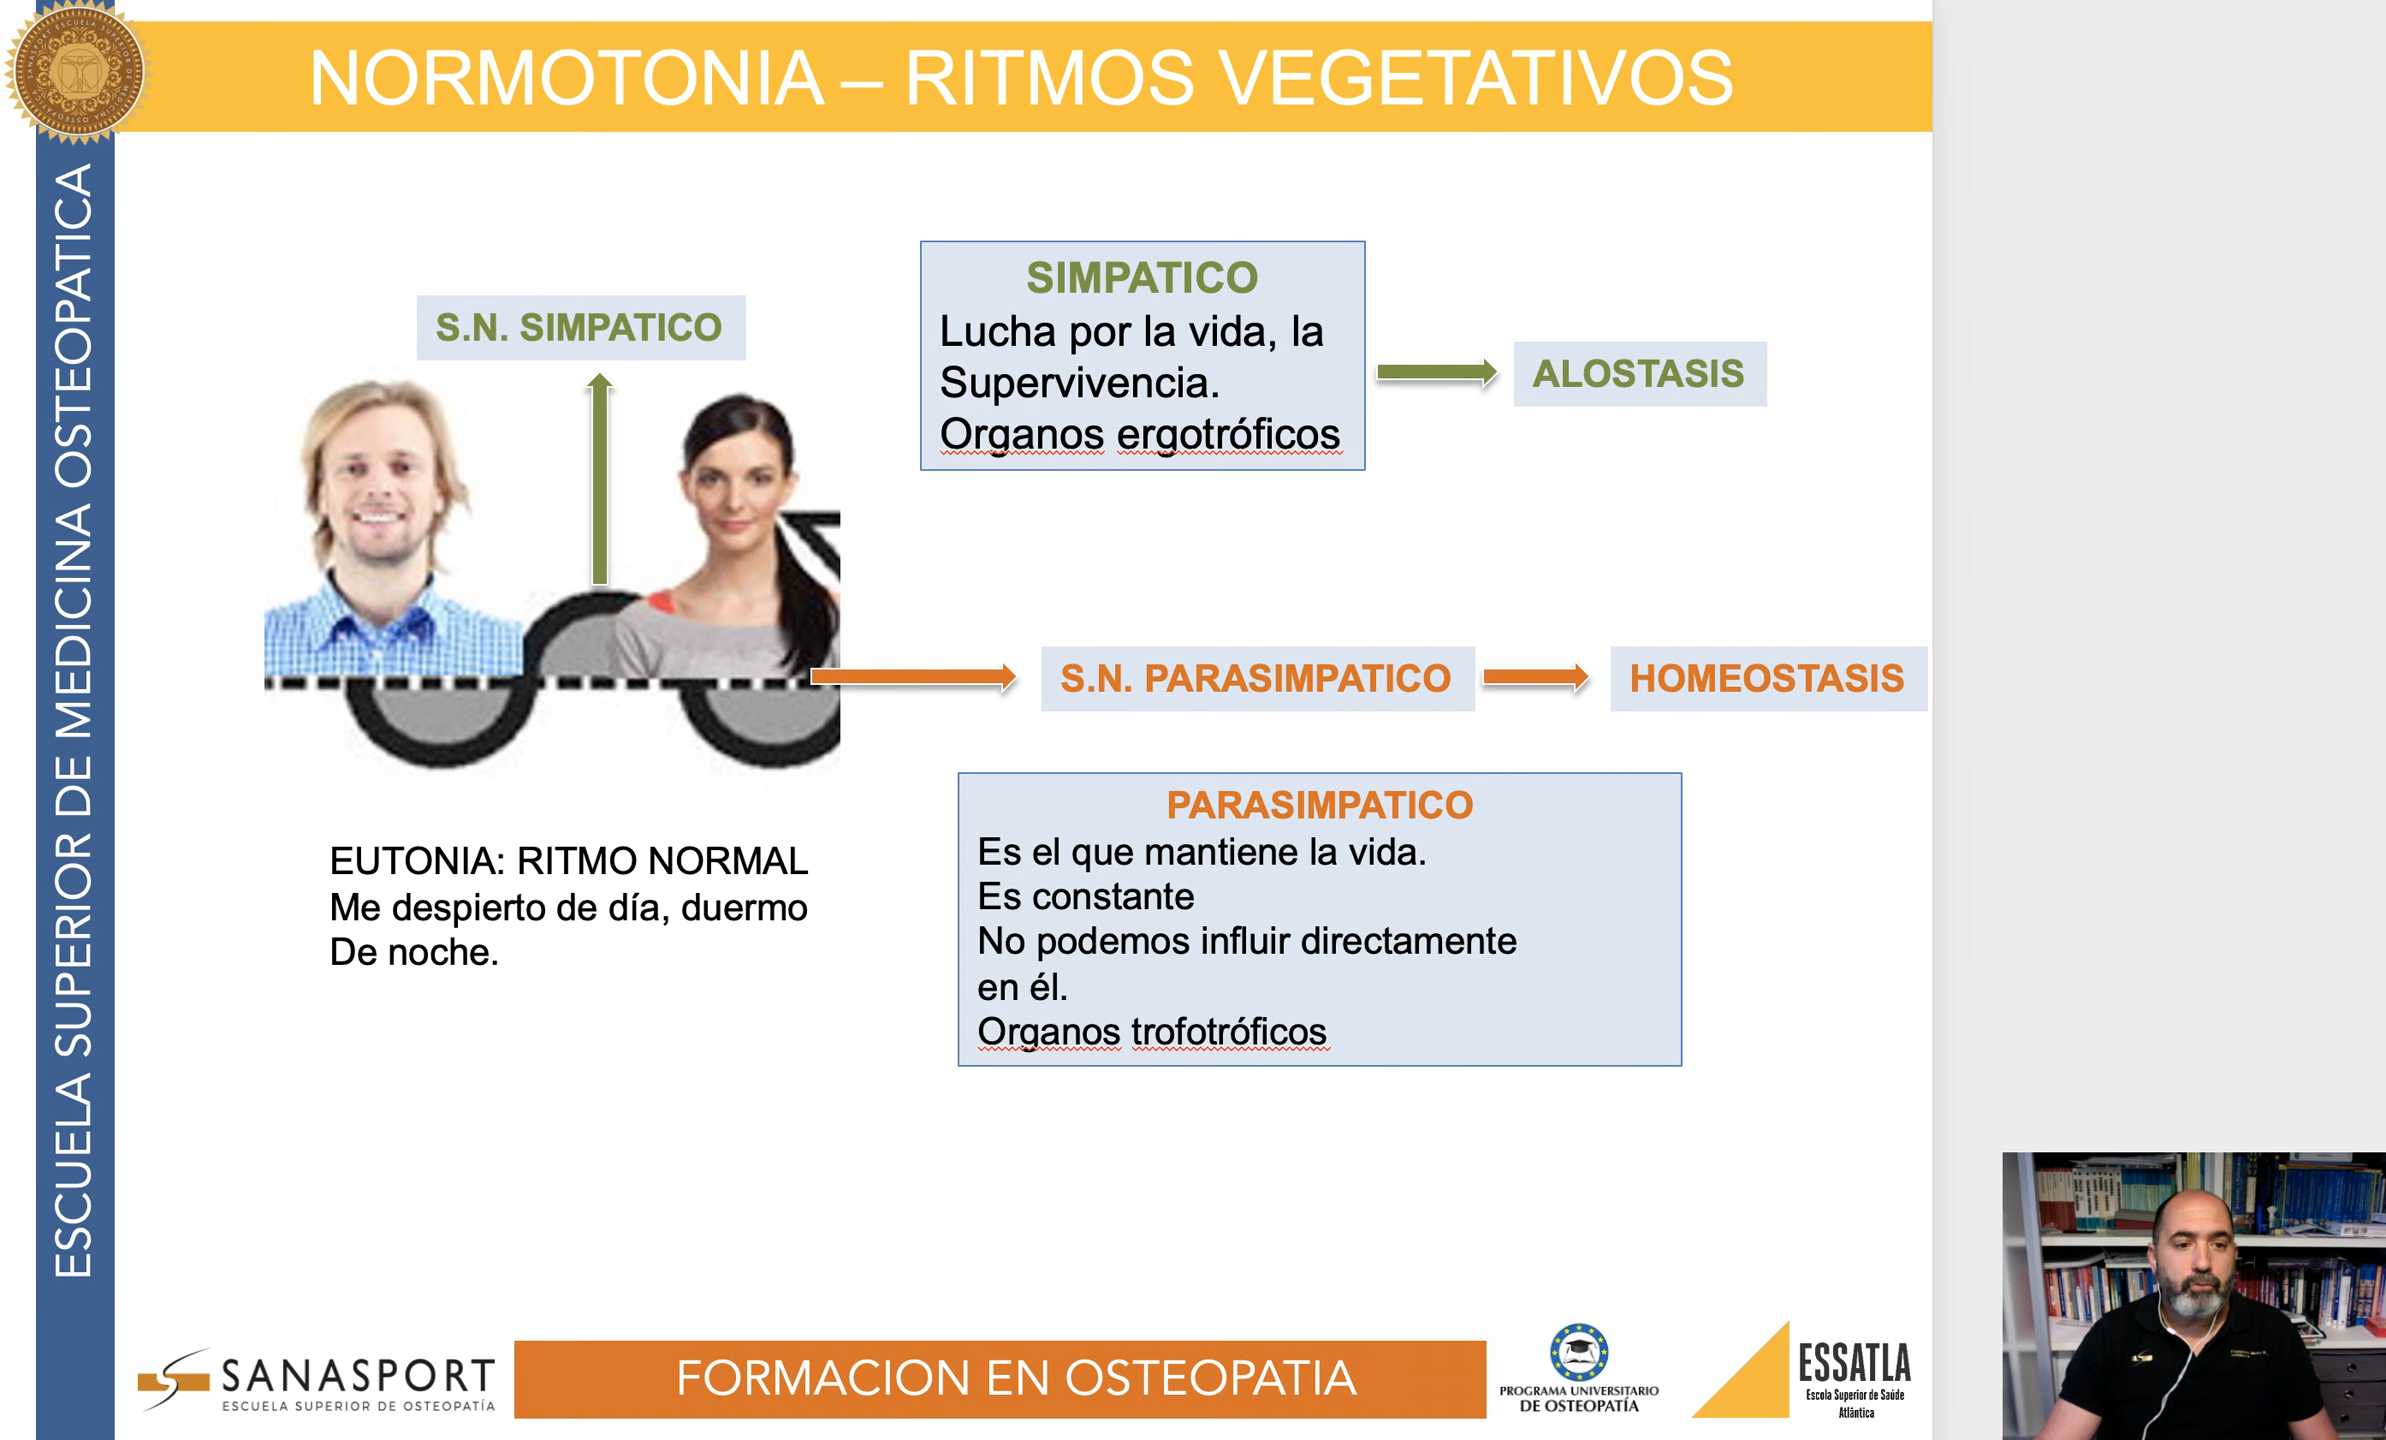 NORMOTONIA – RITMOS VEGETATIVOS
ESCUELA SUPERIOR DE MEDICINA OSTEOPATICA
S.N. SIMPATICO
SIMPATICO
Lucha por la vida, la
Supervivencia.
Organos ergotróficos
ALOSTASIS
S.N. PARASIMPATICO
HOMEOSTASIS
EUTONIA: RITMO NORMAL
Me despierto de día, duermo
De noche.
PARASIMPATICO
Es el que mantiene la vida.
Es constante
No podemos influir directamente
en él.
Organos trofotróficos
SANASPORT
ESCUELA SUPERIOR DE OSTEOPATÍA
FORMACION EN OSTEOPATIA
PROGRAMA UNIVERSITARIO
DE OSTEOPATÍA
ESSATLA
Escola Superior de Saúde
Atlântica